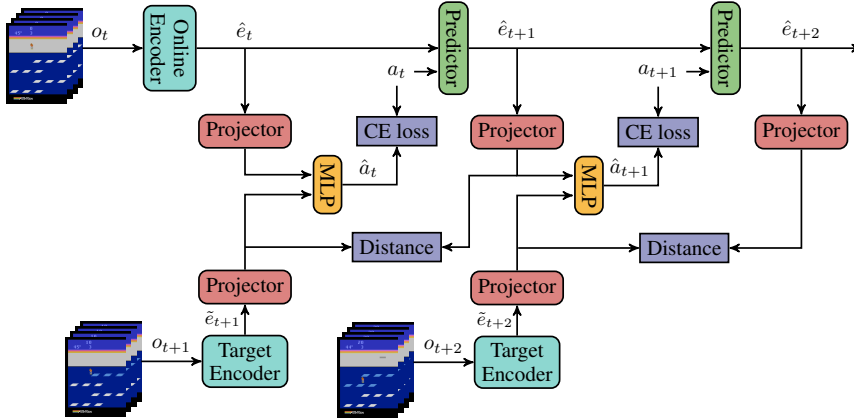 o_t
Online
Encoder
ê_t
Predictor
ê_{t+1}
Predictor
ê_{t+2}
a_t
a_{t+1}
Projector
CE loss
Projector
CE loss
Projector
MLP
â_t
MLP
â_{t+1}
Distance
Distance
Projector
Projector
ẽ_{t+1}
ẽ_{t+2}
o_{t+1}
Target
Encoder
o_{t+2}
Target
Encoder